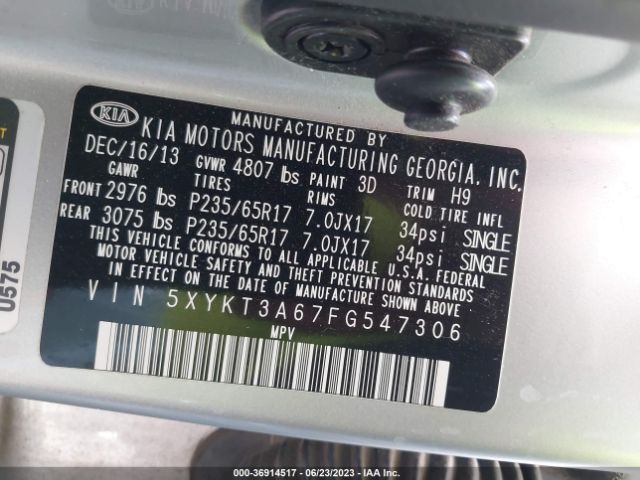 KIA
MANUFACTURED BY
KIA MOTORS MANUFACTURING GEORGIA, INC.
DEC/16/13 GVWR 4807 lbs PAINT 3D TRIM H9
GAWR TIRES RIMS COLD TIRE INFL
FRONT 2976 lbs P235/65R17 7.0JX17 34psi SINGLE
REAR 3075 lbs P235/65R17 7.0JX17 34psi SINGLE
THIS VEHICLE CONFORMS TO ALL APPLICABLE U.S.A. FEDERAL
MOTOR VEHICLE SAFETY AND THEFT PREVENTION STANDARDS
IN EFFECT ON THE DATE OF MANUFACTURE SHOWN ABOVE.
VIN 5XYKT3A67FG547306
MPV
U575
000-36914517 - 06/23/2023 - IAA Inc.